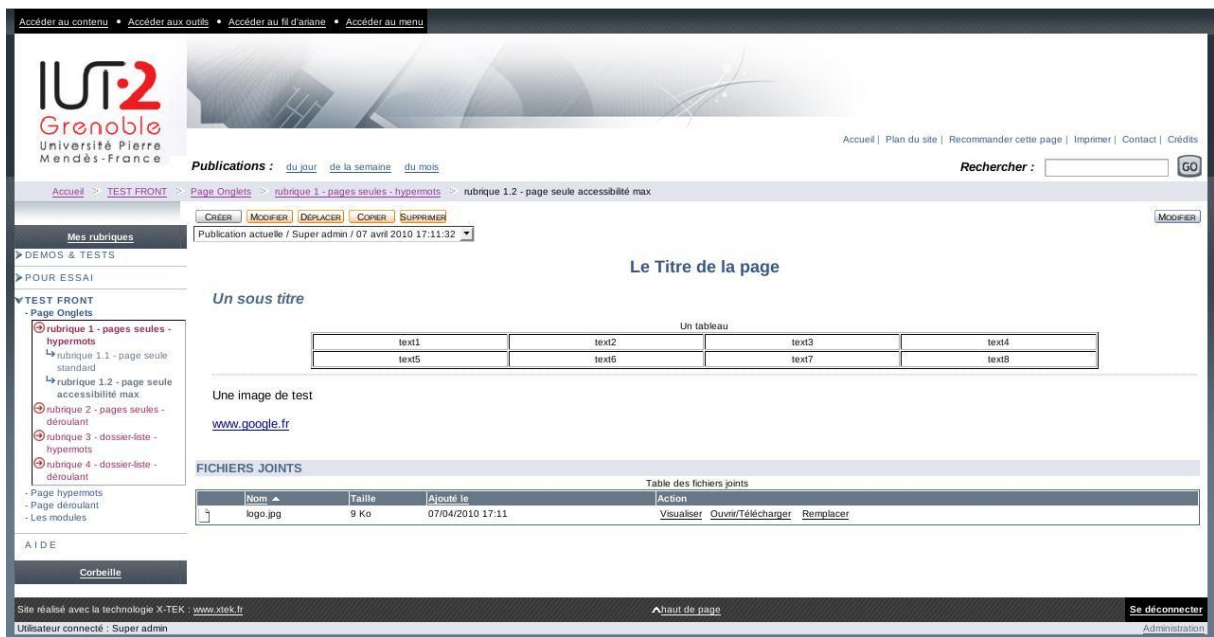 Accéder au contenu • Accéder aux outils • Accéder au fil d'ariane • Accéder au menu
IUT•2
Grenoble
Université Pierre
Mendès-France
Accueil | Plan du site | Recommander cette page | Imprimer | Contact | Crédits
Publications : du jour de la semaine du mois
Rechercher : GO
Accueil > TEST FRONT > Page Onglets > rubrique 1 - pages seules - hypermots > rubrique 1.2 - page seule accessibilité max
CRÉER MODIFIER DÉPLACER COPIER SUPPRIMER MODIFIER
Publication actuelle / Super admin / 07 avril 2010 17:11:32
Mes rubriques
DEMOS & TESTS
POUR ESSAI
TEST FRONT
- Page Onglets
rubrique 1 - pages seules -
hypermots
rubrique 1.1 - page seule
standard
rubrique 1.2 - page seule
accessibilité max
rubrique 2 - pages seules -
déroulant
rubrique 3 - dossier-liste -
hypermots
rubrique 4 - dossier-liste -
déroulant
- Page hypermots
- Page déroulant
- Les modules
AIDE
Corbeille
Le Titre de la page
Un sous titre
Un tableau
text1 text2 text3 text4
text5 text6 text7 text8
Une image de test
www.google.fr
FICHIERS JOINTS
Table des fichiers joints
Nom Taille Ajouté le Action
logo.jpg 9 Ko 07/04/2010 17:11 Visualiser Ouvrir/Télécharger Remplacer
Site réalisé avec la technologie X-TEK : www.xtek.fr haut de page Se déconnecter
Utilisateur connecté : Super admin Administration